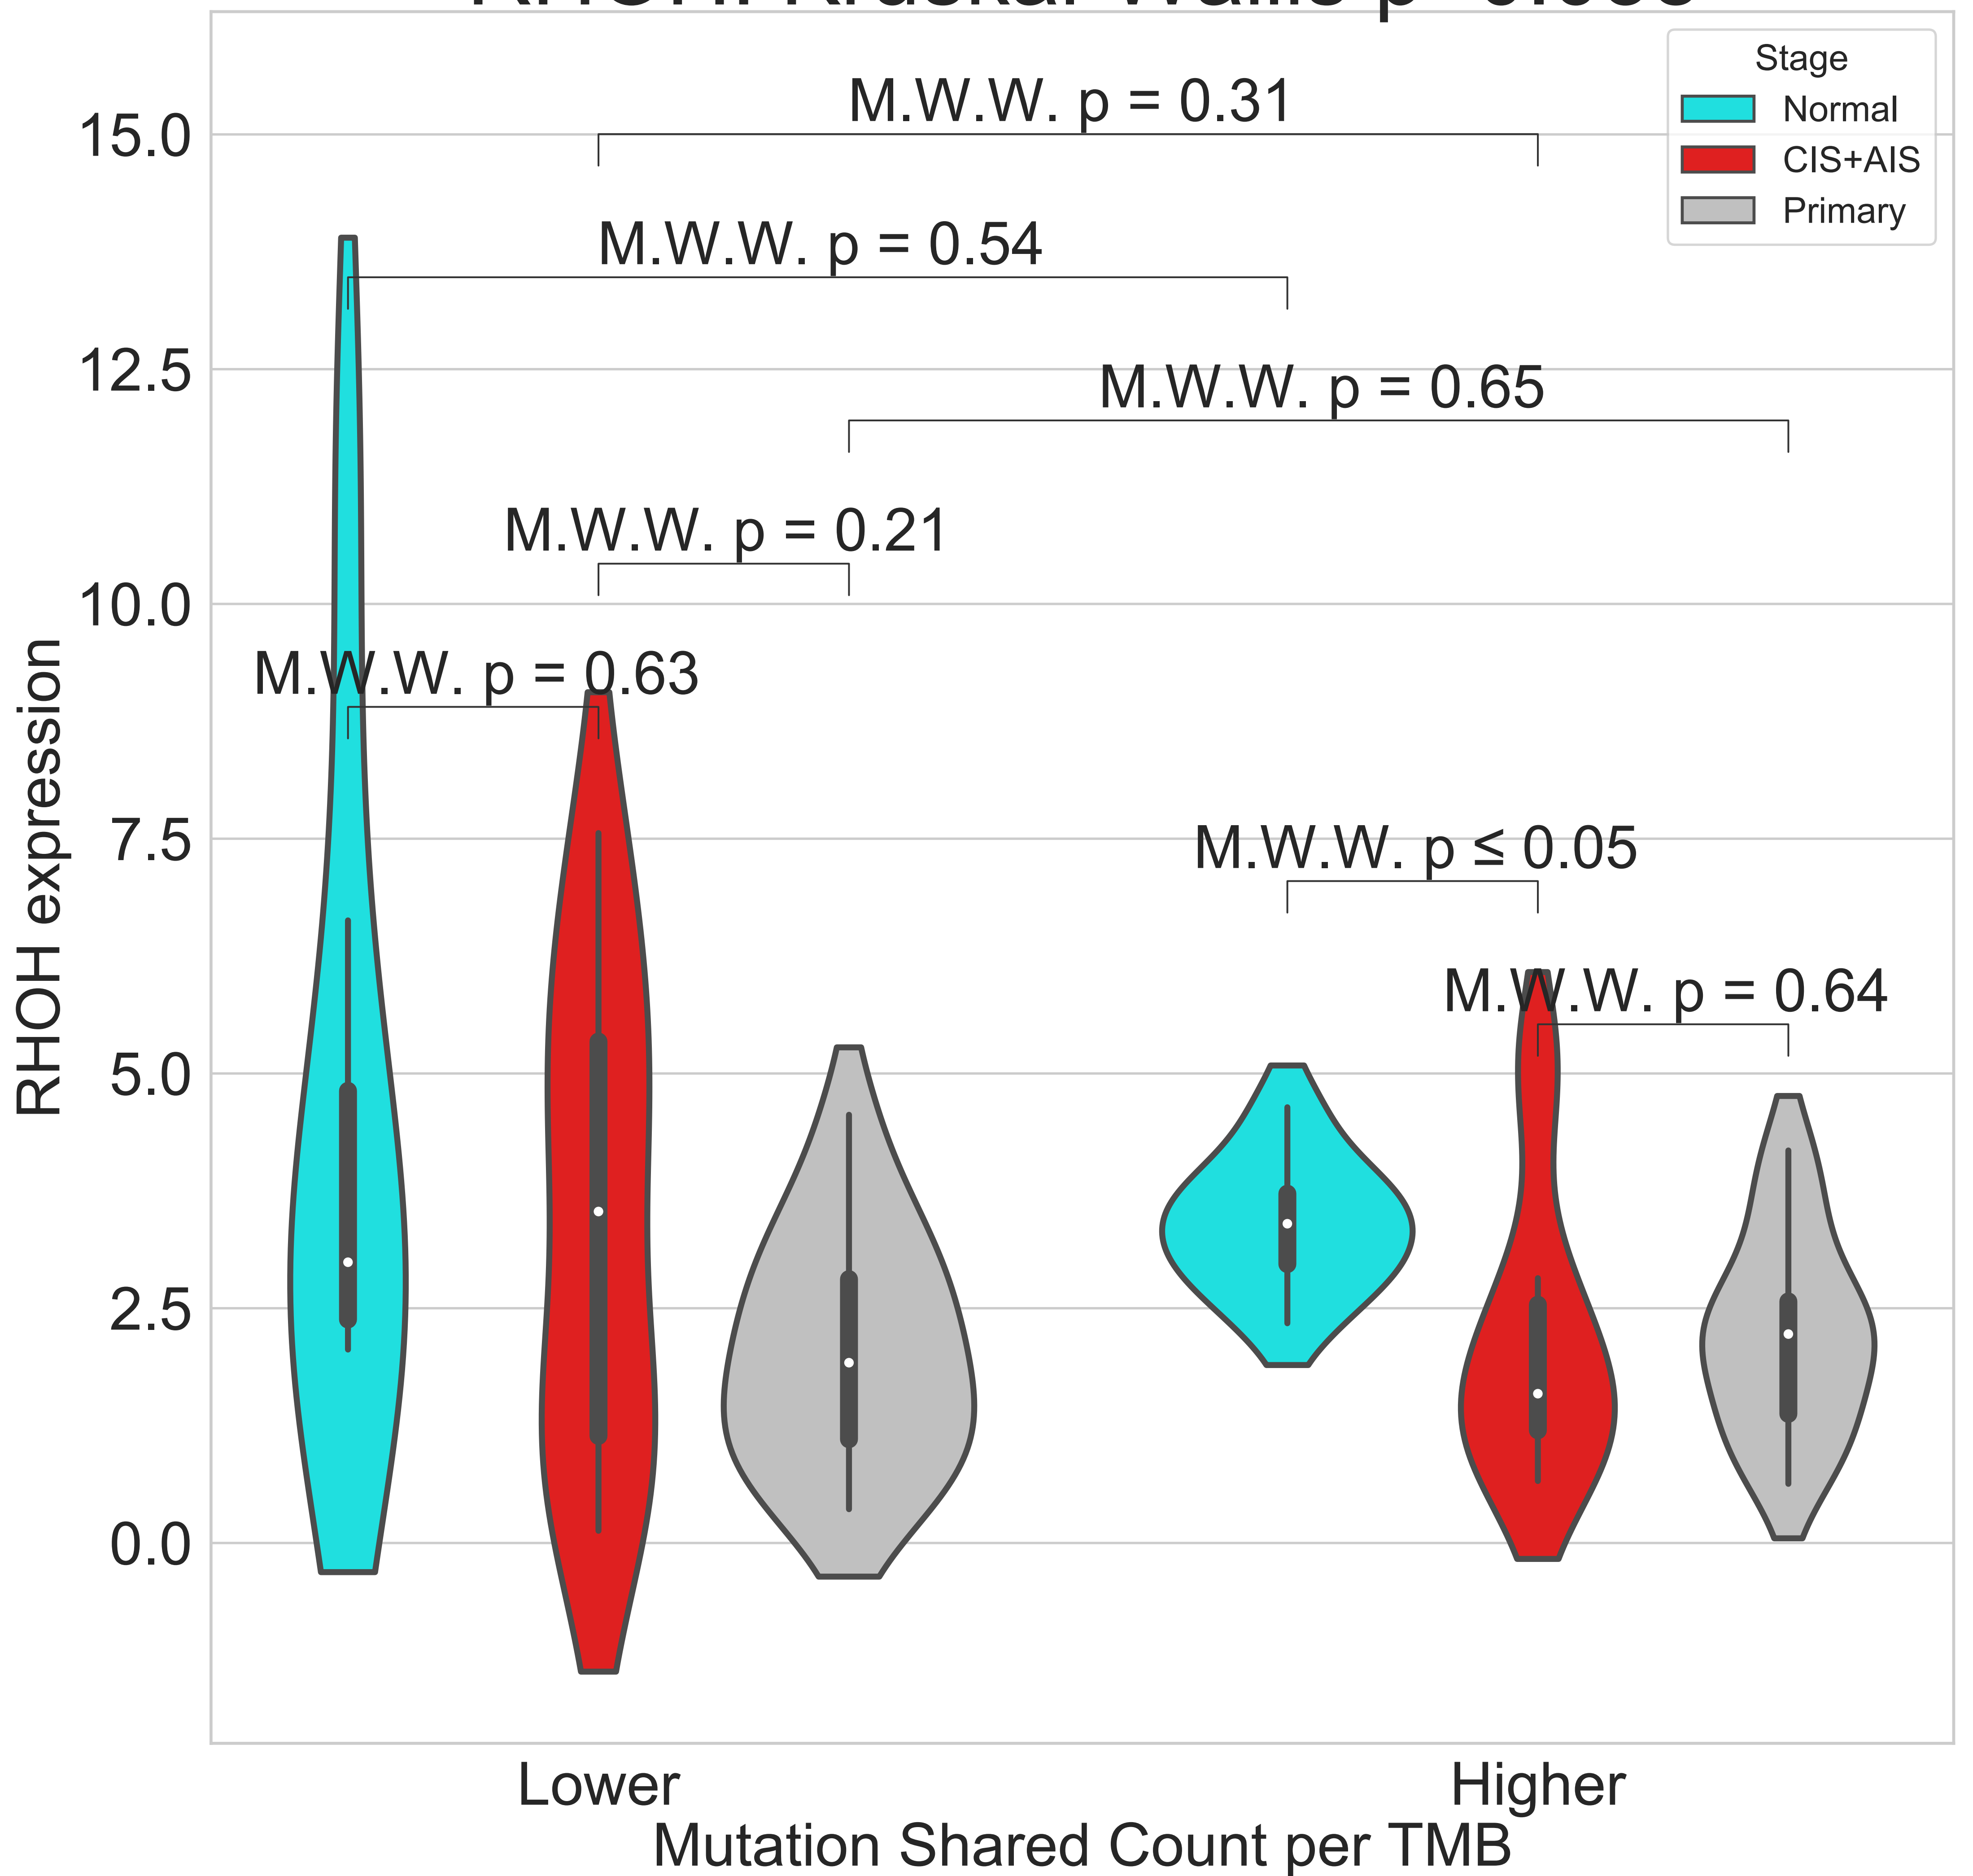 Stage
Normal
CIS+AIS
Primary
M.W.W. p = 0.31
M.W.W. p = 0.54
M.W.W. p = 0.65
M.W.W. p = 0.21
M.W.W. p = 0.63
M.W.W. p ≤ 0.05
M.W.W. p = 0.64
15.0
12.5
10.0
7.5
5.0
2.5
0.0
RHOH expression
Lower
Higher
Mutation Shared Count per TMB